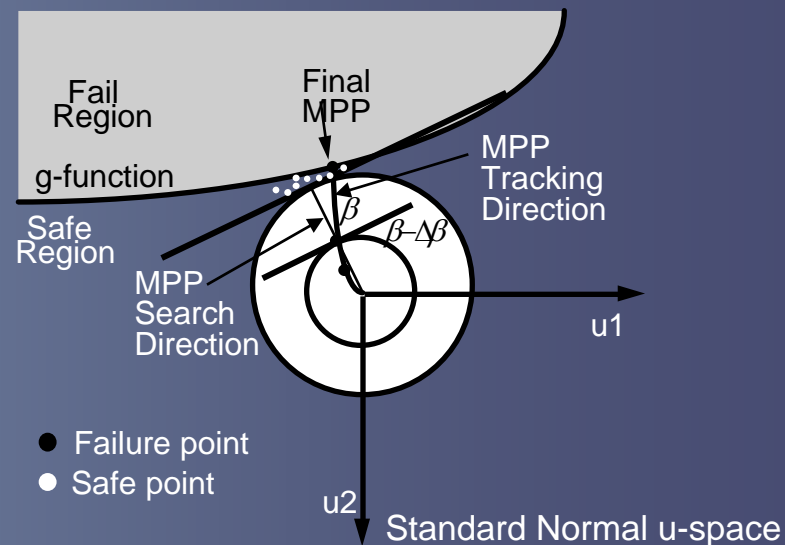 Fail
Region
Final
MPP
g-function
MPP
Tracking
Direction
Safe
Region
β
β–Δβ
MPP
Search
Direction
u1
Failure point
Safe point
u2
Standard Normal u-space